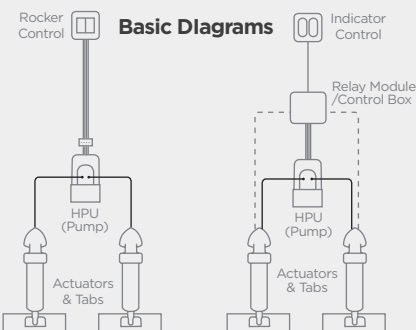 Basic DIagrams
Rocker
Control
HPU
(Pump)
Actuators
& Tabs
Indicator
Control
Relay Module
/Control Box
HPU
(Pump)
Actuators
& Tabs